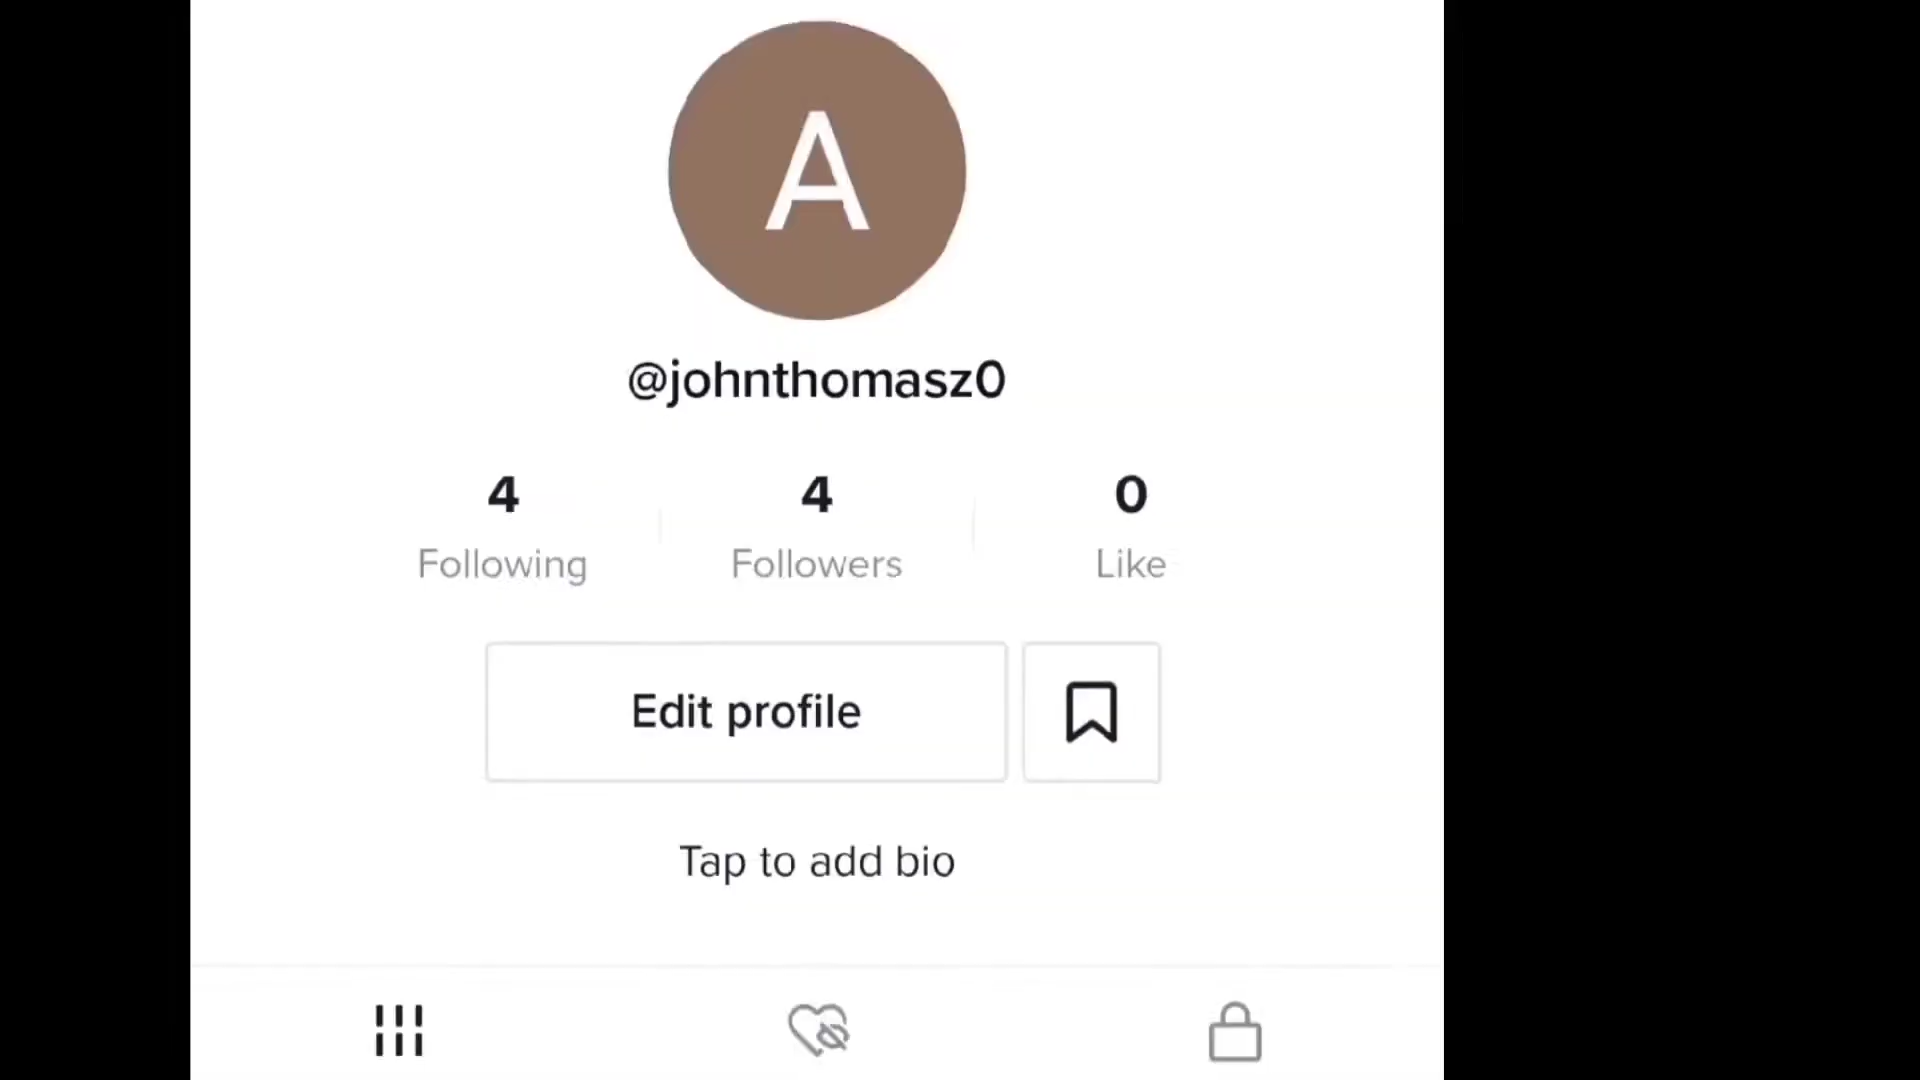 A
@johnthomasz0
4 4 0
Following Followers Like
Edit profile
Tap to add bio